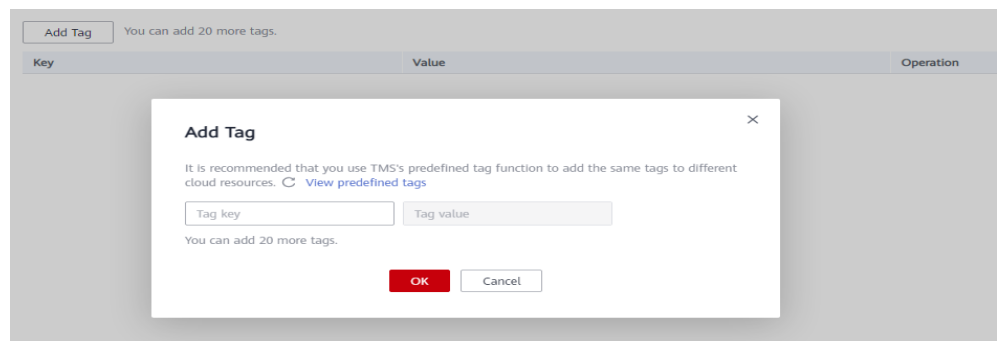 Add Tag You can add 20 more tags.
Key Value Operation
Add Tag
It is recommended that you use TMS's predefined tag function to add the same tags to different
cloud resources. View predefined tags
Tag key Tag value
You can add 20 more tags.
OK Cancel